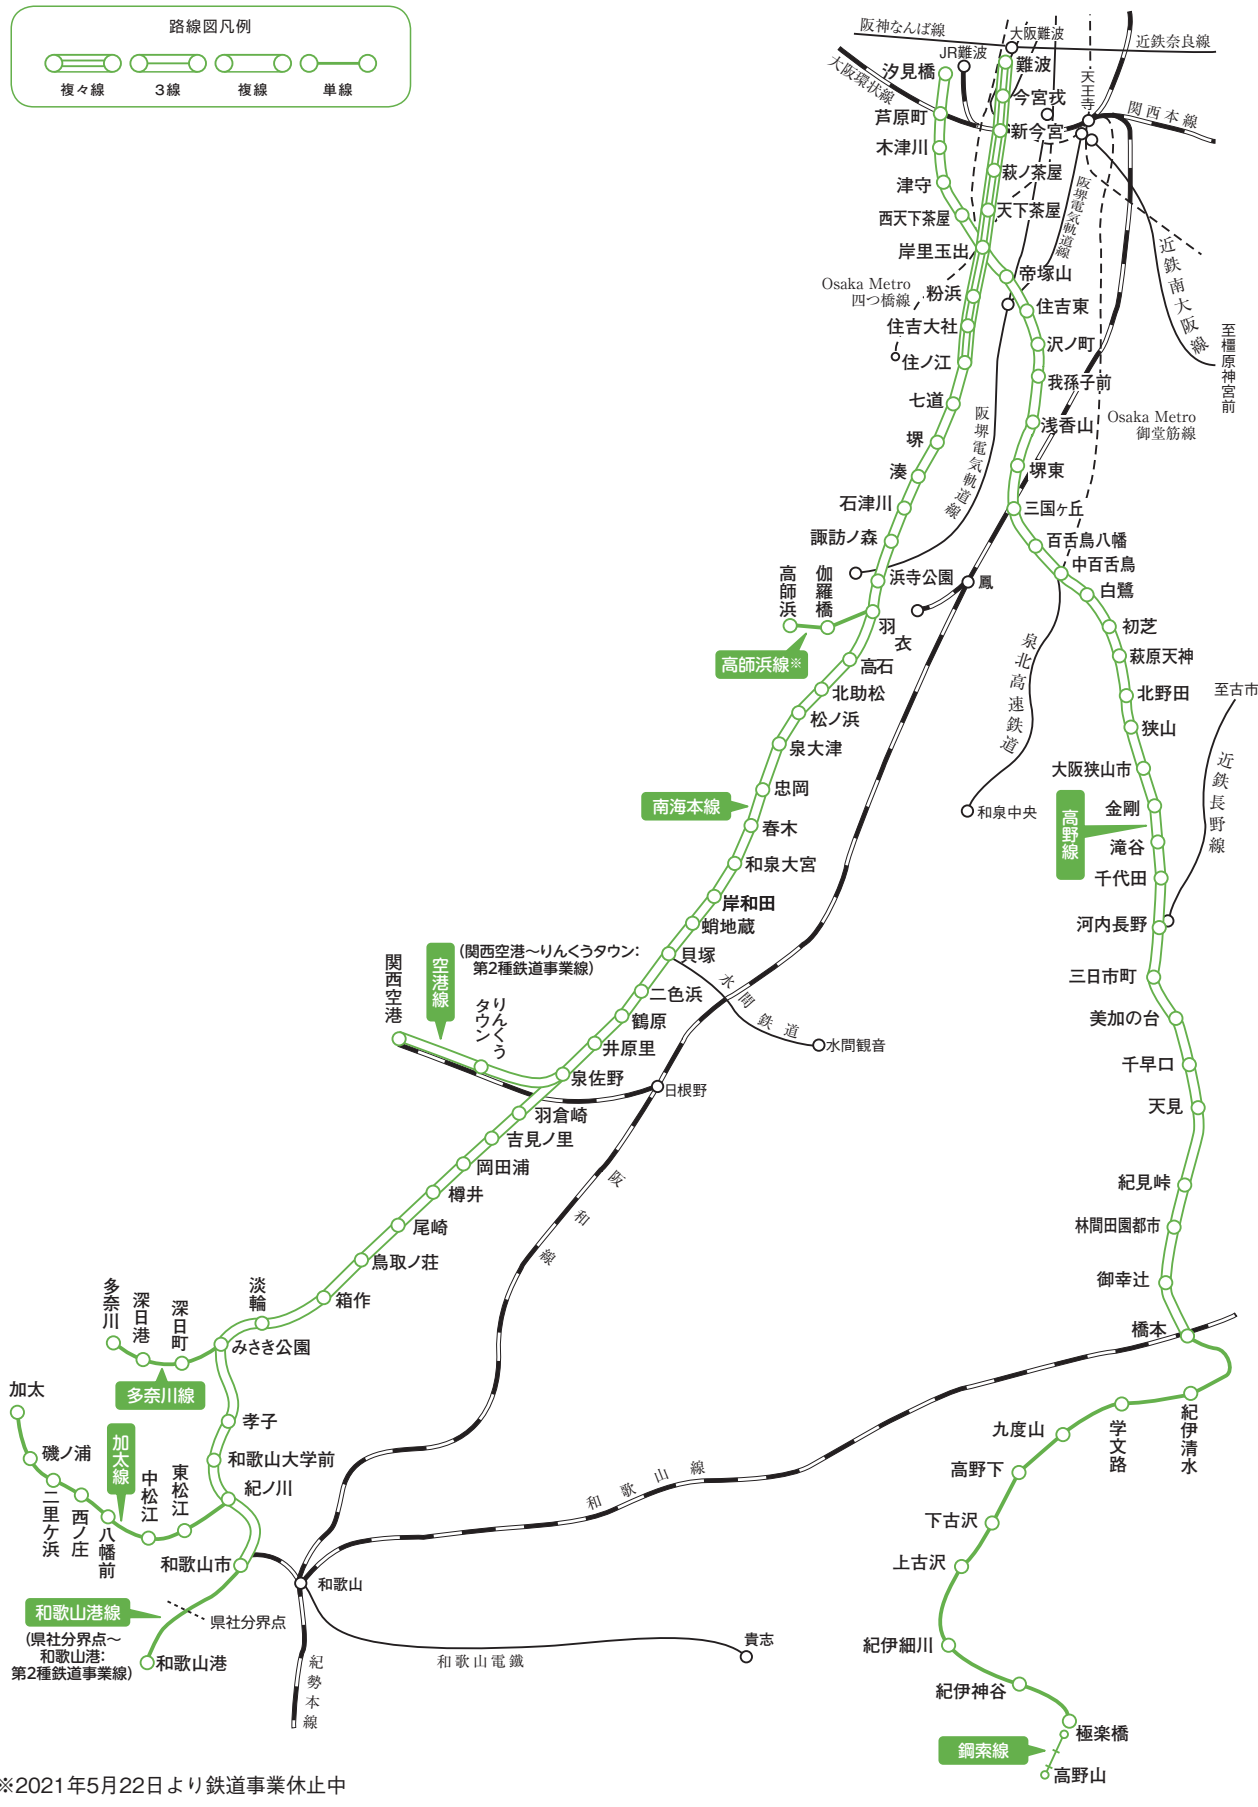 路線図凡例
複々線
3線
複線
単線
阪神なんば線
大阪難波
近鉄奈良線
JR難波
汐見橋
難波
大阪環状線
天王寺
今宮戎
関西本線
芦原町
新今宮
木津川
萩ノ茶屋
津守
阪堺電気軌道線
西天下茶屋
天下茶屋
岸里玉出
近鉄南大阪線
帝塚山
Osaka Metro
四つ橋線
粉浜
住吉東
住吉大社
至橿原神宮前
沢ノ町
住ノ江
我孫子前
七道
阪堺電気軌道線
浅香山
Osaka Metro
御堂筋線
堺
堺東
湊
石津川
三国ヶ丘
諏訪ノ森
百舌鳥八幡
中百舌鳥
高師浜
伽羅橋
浜寺公園
鳳
白鷺
羽衣
初芝
高師浜線※
泉北高速鉄道
高石
萩原天神
北助松
北野田
至古市
松ノ浜
狭山
泉大津
大阪狭山市
近鉄長野線
忠岡
南海本線
金剛
和泉中央
高野線
春木
滝谷
和泉大宮
千代田
岸和田
蛸地蔵
河内長野
貝塚
(関西空港～りんくうタウン:
第2種鉄道事業線)
関西空港
空港線
三日市町
水間鉄道
二色浜
りんくう
タウン
鶴原
美加の台
井原里
水間観音
千早口
泉佐野
日根野
天見
羽倉崎
吉見ノ里
岡田浦
阪和線
紀見峠
樽井
林間田園都市
尾崎
鳥取ノ荘
御幸辻
多奈川
深日港
深日町
淡輪
箱作
橋本
みさき公園
多奈川線
加太
紀伊清水
学文路
孝子
九度山
加太線
磯ノ浦
和歌山大学前
高野下
二里ケ浜
西ノ庄
八幡前
中松江
東松江
紀ノ川
和歌山線
下古沢
和歌山市
上古沢
和歌山
和歌山港線
県社分界点
(県社分界点～
和歌山港:
第2種鉄道事業線)
和歌山港
貴志
和歌山電鐵
紀勢本線
紀伊細川
紀伊神谷
極楽橋
鋼索線
高野山
※2021年5月22日より鉄道事業休止中